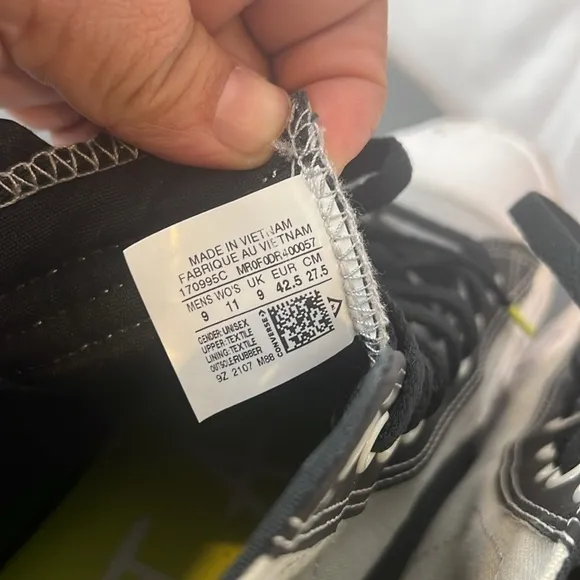 MADE IN VIETNAM
FABRIQUE AU VIETNAM
170995C MR0F0DR400057
MENS WO'S UK EUR CM
9 11 9 42.5 27.5
GENDER: UNISEX
UPPER: TEXTILE
LINING: TEXTILE
OUTSOLE:RUBBER
9Z 2107 M88
CONVERSE